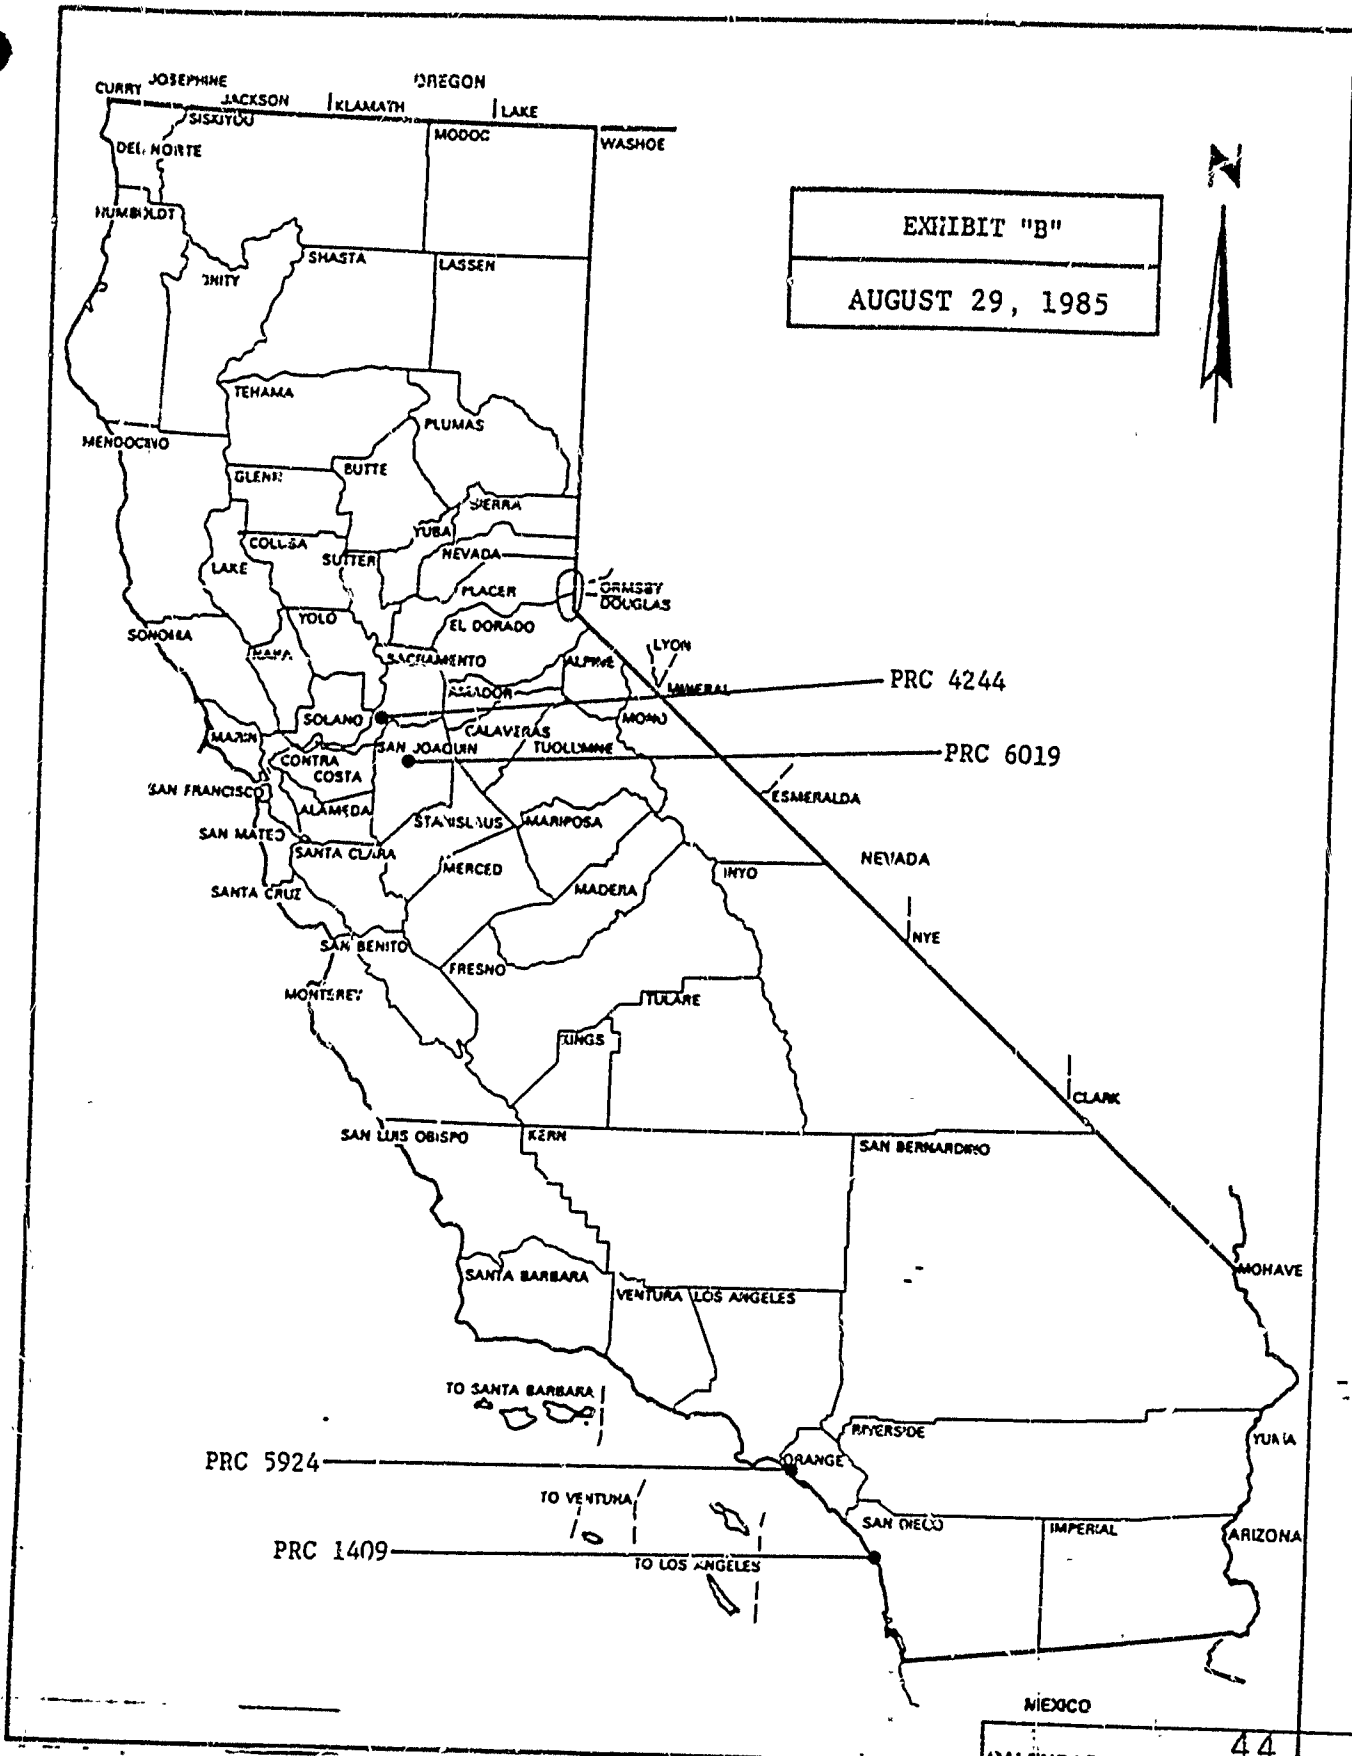 OREGON
CURRY
JOSEPHINE
JACKSON
KLAMATH
LAKE
SISKIYOU
MODOC
WASHOE
DEL NORTE
N
HUMBOLDT
EXHIBIT "B"
AUGUST 29, 1985
SHASTA
LASSEN
TEHAMA
PLUMAS
MENDOCINO
GLENN
BUTTE
SIERRA
YUBA
COLUSA
SUTTER
NEVADA
LAKE
PLACER
ORMSBY
DOUGLAS
YOLO
EL DORADO
SONOMA
NAPA
SACRAMENTO
ALPINE
LYON
MINERAL
PRC 4244
AMADOR
SOLANO
MONO
CALAVERAS
MARIN
SAN JOAQUIN
TUOLUMNE
PRC 6019
CONTRA
COSTA
SAN FRANCISCO
ESMERALDA
ALAMEDA
STANISLAUS
MARIPOSA
SAN MATEO
SANTA CLARA
MERCED
INYO
NEVADA
SANTA CRUZ
MADERA
NYE
SAN BENITO
FRESNO
MONTEREY
TULARE
KINGS
CLARK
SAN LUIS OBISPO
KERN
SAN BERNARDINO
MOHAVE
SANTA BARBARA
VENTURA
LOS ANGELES
TO SANTA BARBARA
RIVERSIDE
YUMA
PRC 5924
ORANGE
TO VENTURA
SAN DIEGO
IMPERIAL
ARIZONA
PRC 1409
TO LOS ANGELES
MEXICO
44